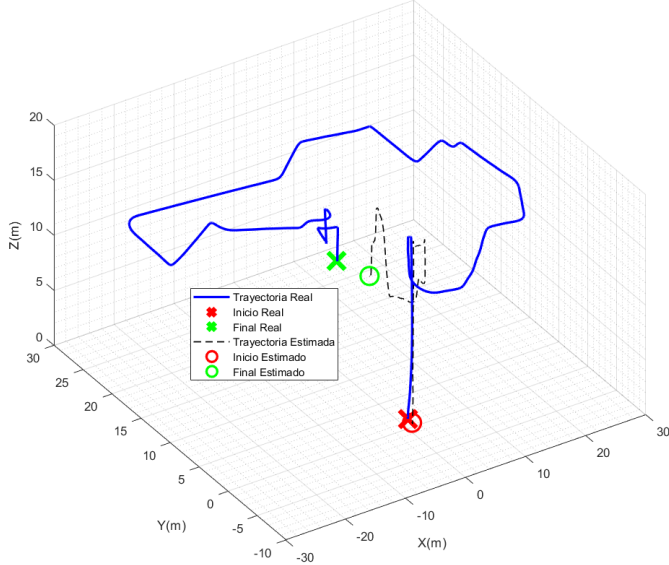 20
15
10
5
0
Z(m)
30
25
20
15
10
5
0
-5
-10
Y(m)
-30
-20
-10
0
10
20
30
X(m)
Trayectoria Real
Inicio Real
Final Real
Trayectoria Estimada
Inicio Estimado
Final Estimado